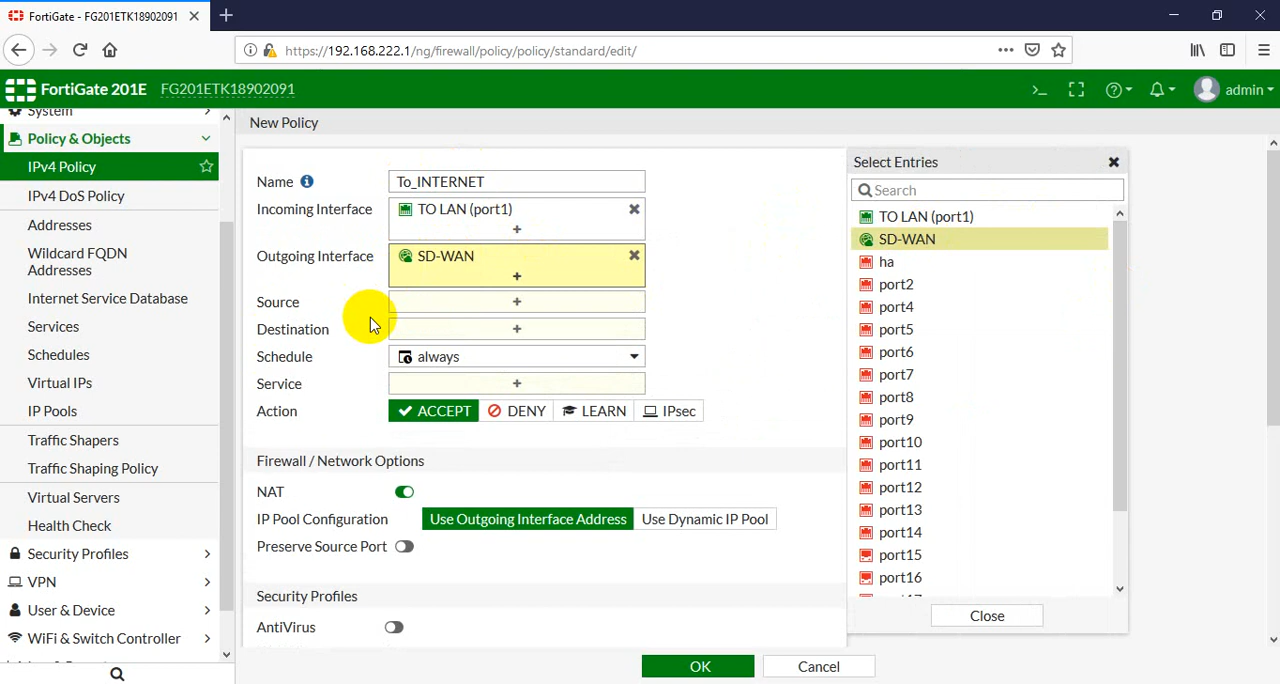 FortiGate - FG201ETK18902091
https://192.168.222.1/ng/firewall/policy/policy/standard/edit/
FortiGate 201E FG201ETK18902091
>_
admin
System
Policy & Objects
IPv4 Policy
IPv4 DoS Policy
Addresses
Wildcard FQDN
Addresses
Internet Service Database
Services
Schedules
Virtual IPs
IP Pools
Traffic Shapers
Traffic Shaping Policy
Virtual Servers
Health Check
Security Profiles
VPN
User & Device
WiFi & Switch Controller
New Policy
Name To_INTERNET
Incoming Interface TO LAN (port1)
+
Outgoing Interface SD-WAN
+
Source +
Destination +
Schedule always
Service +
Action ACCEPT DENY LEARN IPsec
Firewall / Network Options
NAT
IP Pool Configuration Use Outgoing Interface Address Use Dynamic IP Pool
Preserve Source Port
Security Profiles
AntiVirus
OK Cancel
Select Entries
Search
TO LAN (port1)
SD-WAN
ha
port2
port4
port5
port6
port7
port8
port9
port10
port11
port12
port13
port14
port15
port16
Close